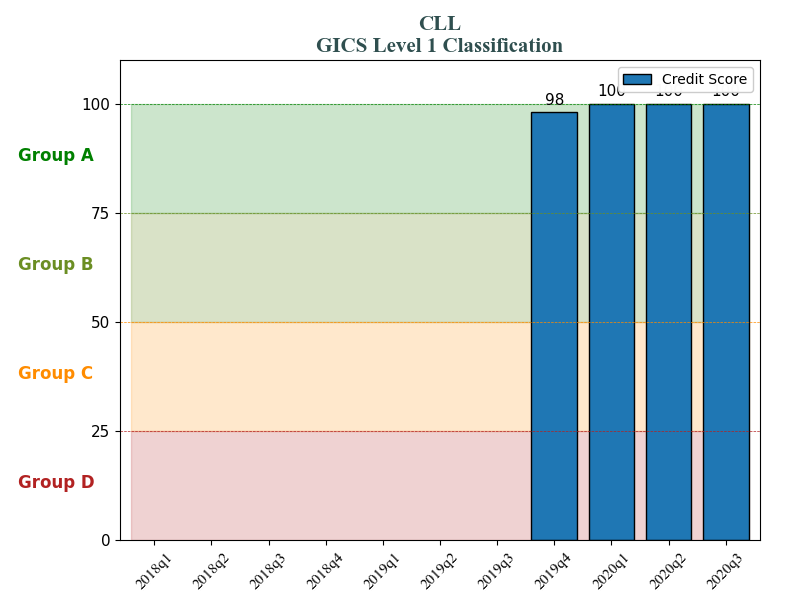 CLL
GICS Level 1 Classification
Credit Score
98
100
100
100
100
Group A
75
Group B
50
Group C
25
Group D
0
2018q1
2018q2
2018q3
2018q4
2019q1
2019q2
2019q3
2019q4
2020q1
2020q2
2020q3